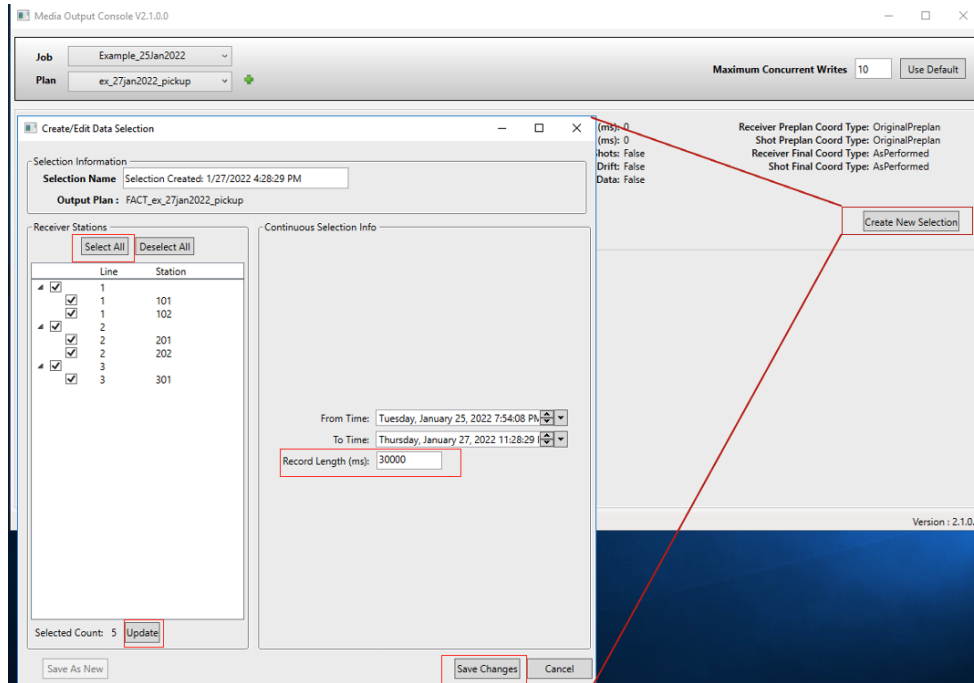 Media Output Console V2.1.0.0
Job Example_25Jan2022
Plan ex_27jan2022_pickup
Maximum Concurrent Writes 10 Use Default
Create/Edit Data Selection
(ms): 0
(ms): 0
Shots: False
Drift: False
Data: False
Receiver Preplan Coord Type: OriginalPreplan
Shot Preplan Coord Type: OriginalPreplan
Receiver Final Coord Type: AsPerformed
Shot Final Coord Type: AsPerformed
Create New Selection
Selection Information
Selection Name Selection Created: 1/27/2022 4:28:29 PM
Output Plan : FACT_ex_27jan2022_pickup
Receiver Stations
Select All Deselect All
Line Station
1
1 101
1 102
2
2 201
2 202
3
3 301
Selected Count: 5 Update
Continuous Selection Info
From Time: Tuesday, January 25, 2022 7:54:08 PM
To Time: Thursday, January 27, 2022 11:28:29
Record Length (ms): 30000
Save As New Save Changes Cancel
Version : 2.1.0.